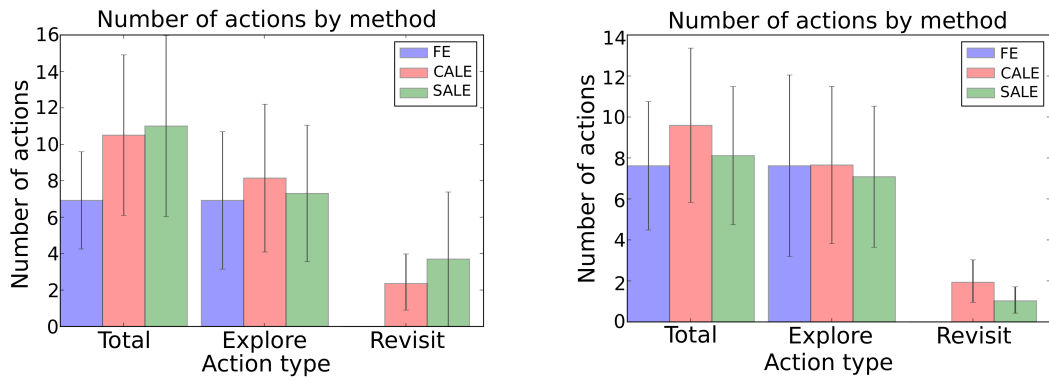 Number of actions by method
16
14
12
10
8
6
4
2
0
Number of actions
FE
CALE
SALE
Total Explore Revisit
Action type
Number of actions by method
14
12
10
8
6
4
2
0
Number of actions
FE
CALE
SALE
Total Explore Revisit
Action type